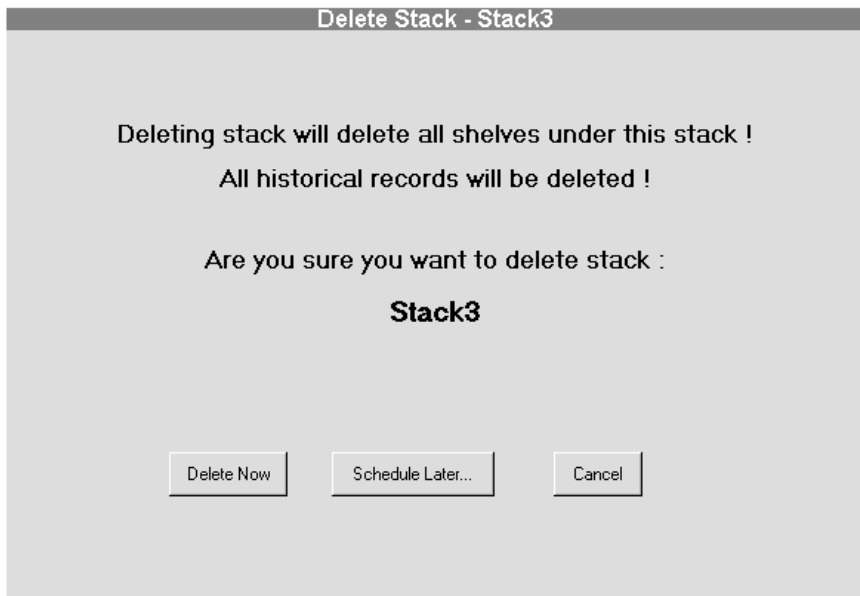 Delete Stack - Stack3
Deleting stack will delete all shelves under this stack !
All historical records will be deleted !
Are you sure you want to delete stack :
Stack3
Delete Now
Schedule Later...
Cancel